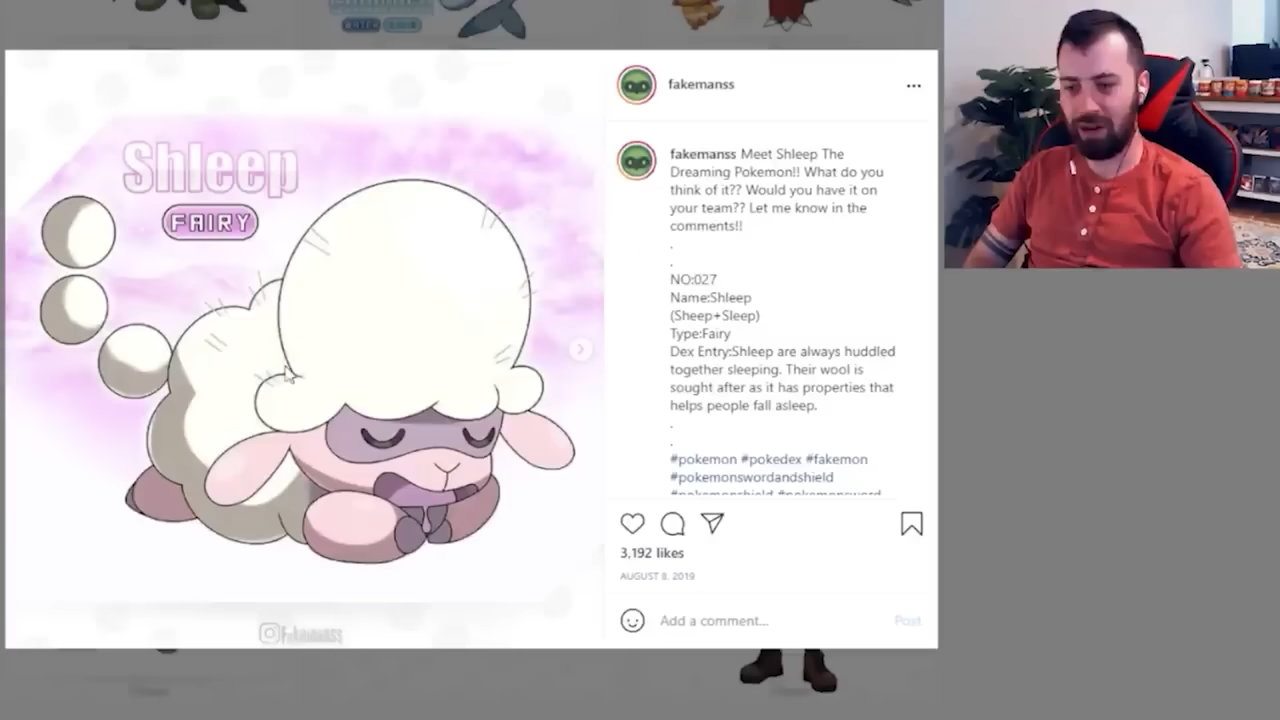 Shleep
FAIRY
fakemanss
fakemanss Meet Shleep The
Dreaming Pokemon!! What do you
think of it?? Would you have it on
your team?? Let me know in the
comments!!
.
.
NO:027
Name:Shleep
(Sheep+Sleep)
Type:Fairy
Dex Entry:Shleep are always huddled
together sleeping. Their wool is
sought after as it has properties that
helps people fall asleep.
.
.
#pokemon #pokedex #fakemon
#pokemonswordandshield
#pokemonshield #pokemonsword
3,192 likes
AUGUST 8, 2019
Add a comment...
Post
Fakemanss